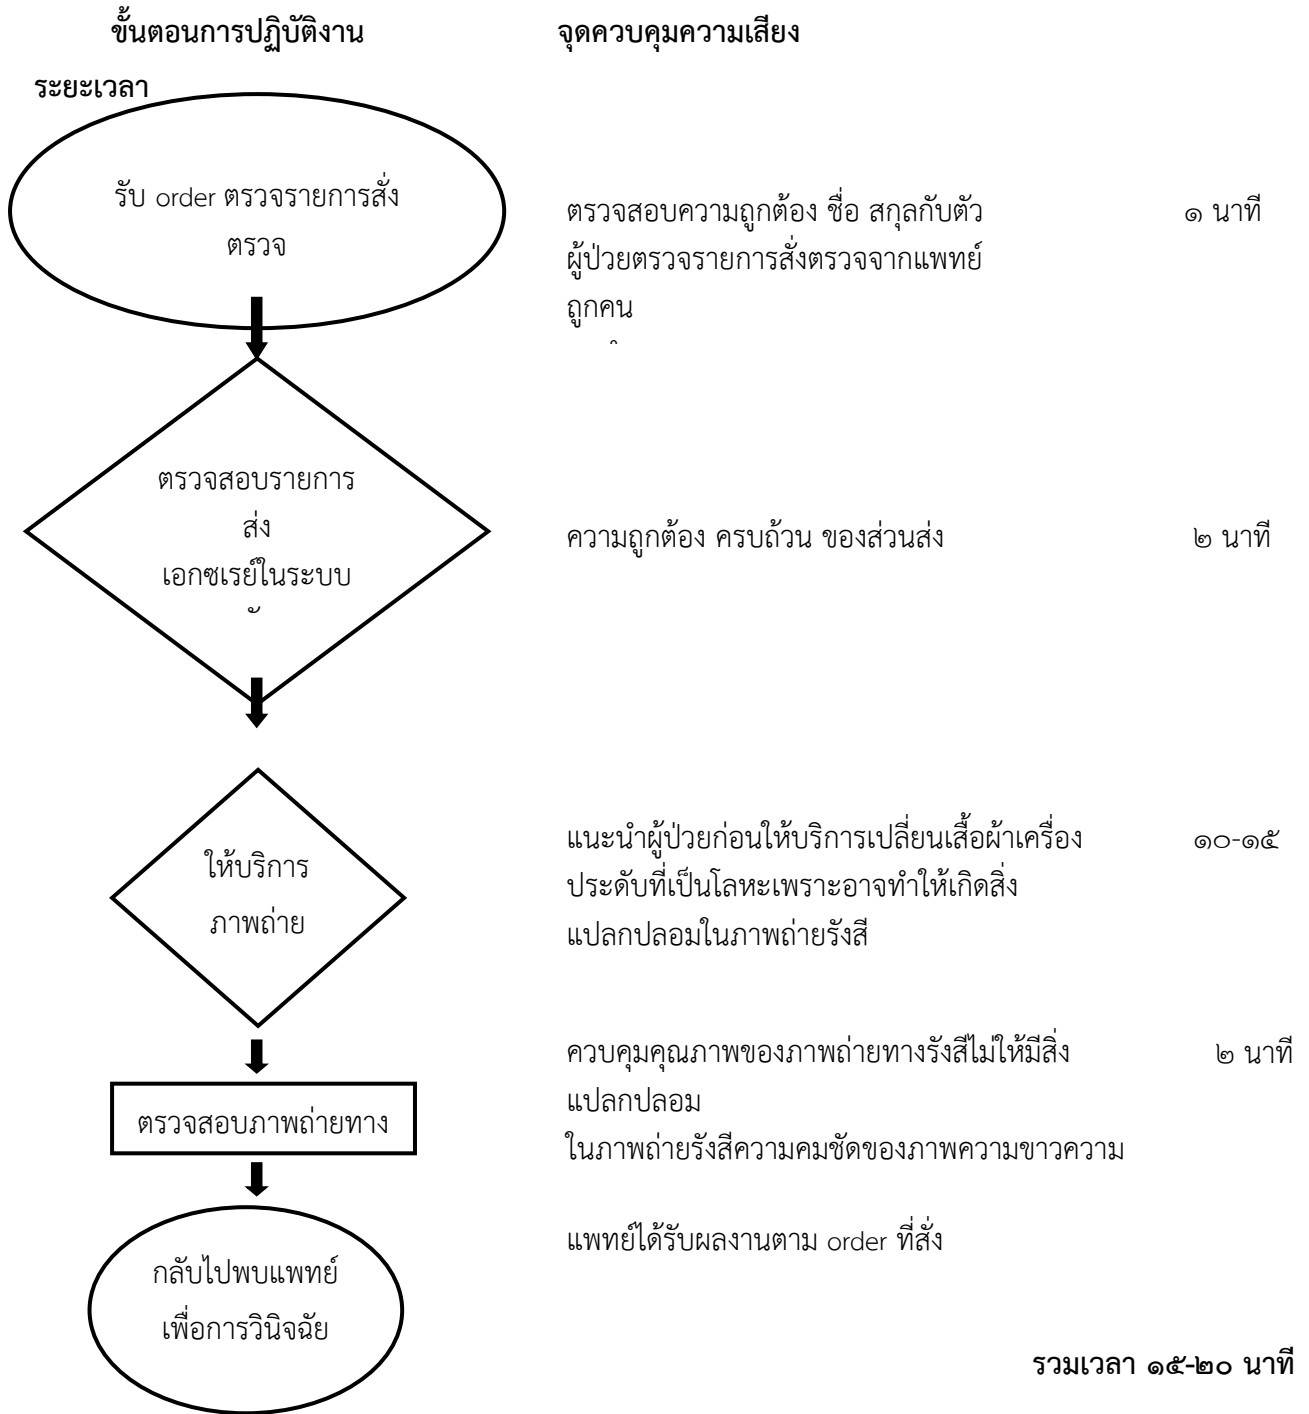 ขั้นตอนการปฏิบัติงาน จุดควบคุมความเสียง
ระยะเวลา
รับ order ตรวจรายการสั่ง
ตรวจ
ตรวจสอบความถูกต้อง ชื่อ สกุลกับตัว ๑ นาที
ผู้ป่วยตรวจรายการสั่งตรวจจากแพทย์
ถูกคน
ตรวจสอบรายการ
ส่ง
เอกซเรย์ในระบบ
ความถูกต้อง ครบถ้วน ของส่วนส่ง ๒ นาที
ให้บริการ
ภาพถ่าย
แนะนำผู้ป่วยก่อนให้บริการเปลี่ยนเสื้อผ้าเครื่อง ๑๐-๑๕
ประดับที่เป็นโลหะเพราะอาจทำให้เกิดสิ่ง
แปลกปลอมในภาพถ่ายรังสี
ควบคุมคุณภาพของภาพถ่ายทางรังสีไม่ให้มีสิ่ง ๒ นาที
แปลกปลอม
ในภาพถ่ายรังสีความคมชัดของภาพความขาวความ
ตรวจสอบภาพถ่ายทาง
แพทย์ได้รับผลงานตาม order ที่สั่ง
กลับไปพบแพทย์
เพื่อการวินิจฉัย
รวมเวลา ๑๕-๒๐ นาที